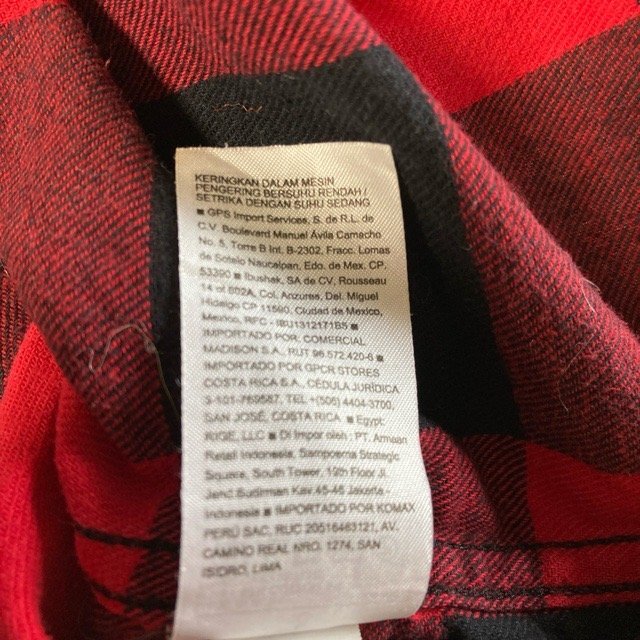 KERINGKAN DALAM MESIN
PENGERING BERSUHU RENDAH /
SETRIKA DENGAN SUHU SEDANG
■ GPS Import Services, S. de R.L. de
C.V. Boulevard Manuel Ávila Camacho
No. 5, Torre B Int. B-2302, Fracc. Lomas
de Sotelo Naucalpan, Edo. de Mex. CP.
53390 ■ Ibushak, SA de CV, Rousseau
14 of 602A, Col. Anzures, Del. Miguel
Hidalgo CP. 11590, Ciudad de Mexico,
Mexico, RFC - IBU1312171B5 ■
IMPORTADO POR: COMERCIAL
MADISON S.A., RUT 96.572.420-6 ■
IMPORTADO POR GPCR STORES
COSTA RICA S.A., CÉDULA JURÍDICA
3-101-769587, TEL +(506) 4404-3700,
SAN JOSÉ, COSTA RICA ■ Egypt:
LLC ■ Di impor oleh : PT. Armaan
Retail Indonesia, Sampoerna Strategic
Square, South Tower, 19th Floor Jl.
Jend Sudirman Kav 45-46 Jakarta -
Indonesia
■ IMPORTADO POR KOMAX
PERÚ SAC. RUC 20516463121, AV.
CAMINO REAL NRO. 1274, SAN
ISIDRO, LIMA